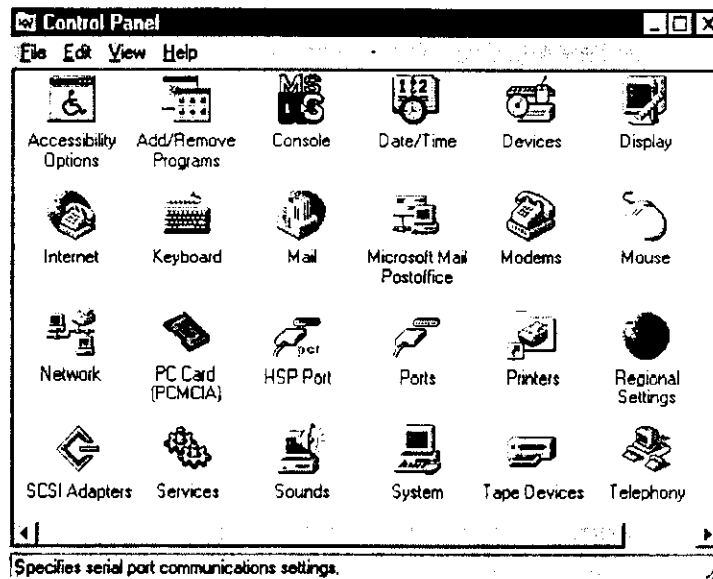 Control Panel
File Edit View Help
Accessibility Options
Add/Remove Programs
Console
Date/Time
Devices
Display
Internet
Keyboard
Mail
Microsoft Mail Postoffice
Modems
Mouse
Network
PC Card (PCMCIA)
HSP Port
Ports
Printers
Regional Settings
SCSI Adapters
Services
Sounds
System
Tape Devices
Telephony
Specifies serial port communications settings.